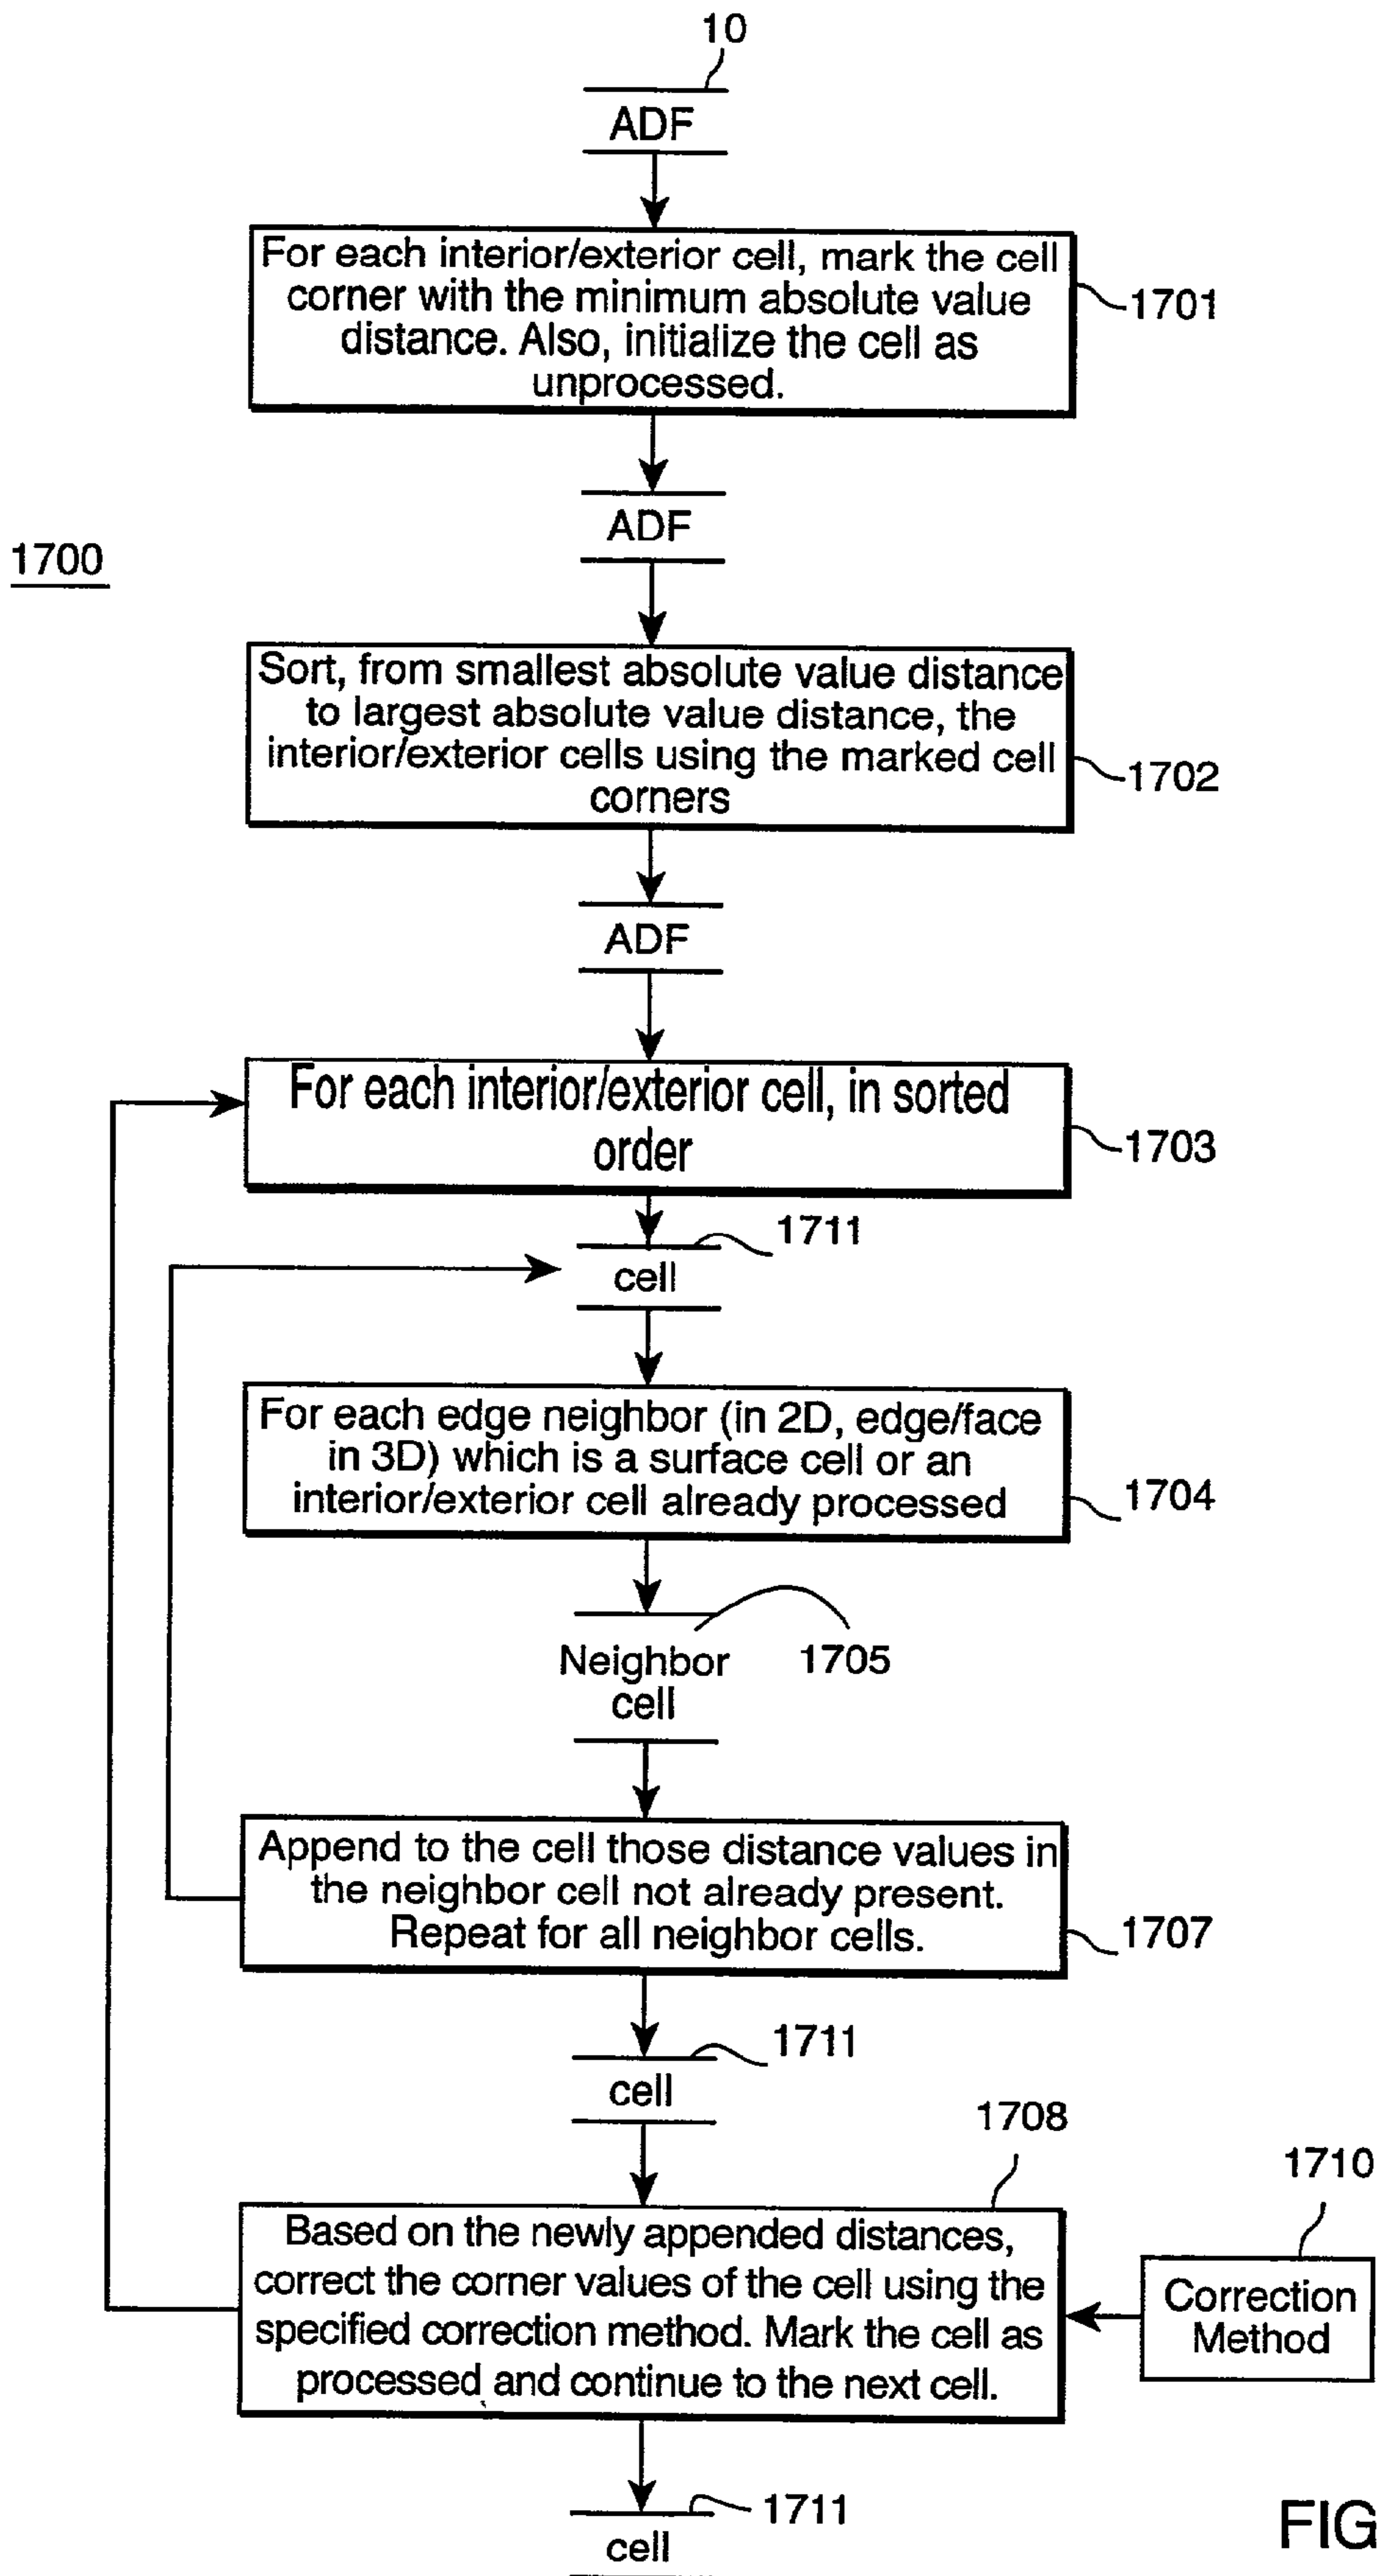 10
ADF
For each interior/exterior cell, mark the cell
corner with the minimum absolute value
distance. Also, initialize the cell as
unprocessed.
1701
ADF
1700
Sort, from smallest absolute value distance
to largest absolute value distance, the
interior/exterior cells using the marked cell
corners
1702
ADF
For each interior/exterior cell, in sorted
order
1703
1711
cell
For each edge neighbor (in 2D, edge/face
in 3D) which is a surface cell or an
interior/exterior cell already processed
1704
Neighbor
cell
1705
Append to the cell those distance values in
the neighbor cell not already present.
Repeat for all neighbor cells.
1707
1711
cell
1708
1710
Based on the newly appended distances,
correct the corner values of the cell using the
specified correction method. Mark the cell as
processed and continue to the next cell.
Correction
Method
1711
cell
FIG